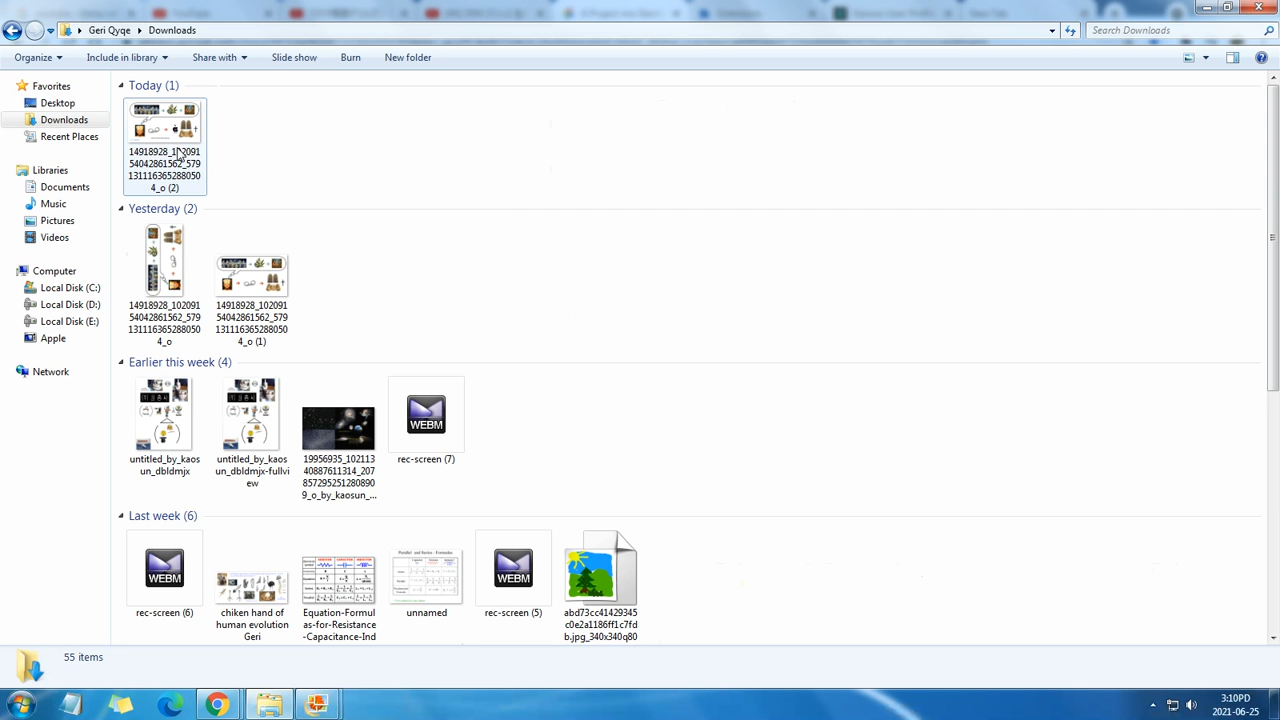 Geri Qyqe
Downloads
Search Downloads
Organize
Include in library
Share with
Slide show
Burn
New folder
Favorites
Desktop
Downloads
Recent Places
Libraries
Documents
Music
Pictures
Videos
Computer
Local Disk (C:)
Local Disk (D:)
Local Disk (E:)
Apple
Network
Today (1)
14918928_102091
54042861562_579
131116365288050
4_o (2)
Yesterday (2)
14918928_102091
54042861562_579
131116365288050
4_o
14918928_102091
54042861562_579
131116365288050
4_o (1)
Earlier this week (4)
untitled_by_kaos
un_dbldmjx
untitled_by_kaos
un_dbldmjx-fullvi
ew
19956935_102113
40887611314_207
857295251280890
9_o_by_kaosun_...
WEBM
rec-screen (7)
Last week (6)
WEBM
rec-screen (6)
chiken hand of
human evolution
Geri
Equation-Formul
as-for-Resistance
-Capacitance-Ind
unnamed
WEBM
rec-screen (5)
abd73cc41429345
c0e2a1186ff1c7fd
b.jpg_340x340q80
55 items
3:10PD
2021-06-25